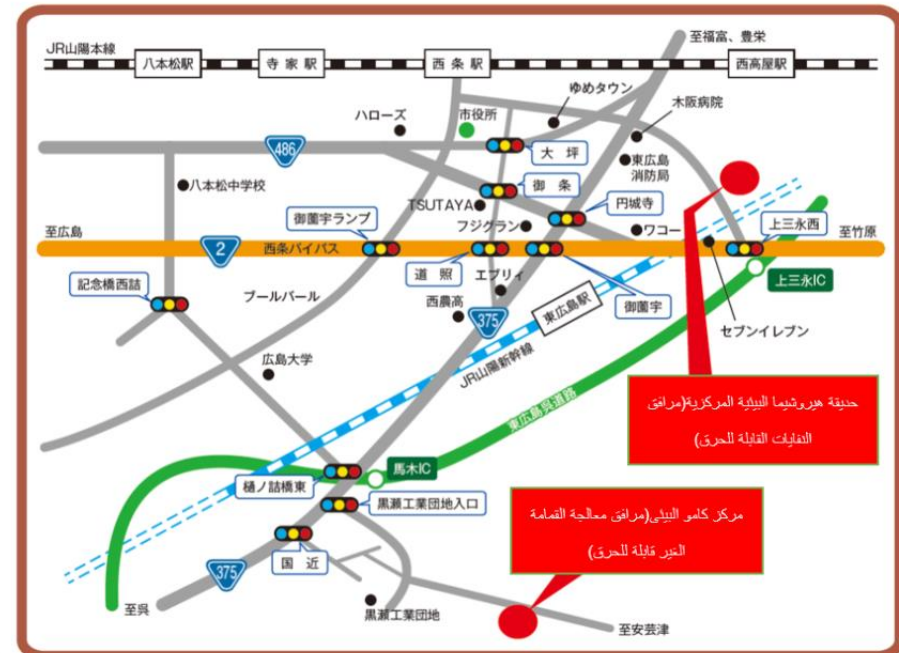 至福富、豊栄
JR山陽本線
八本松駅
寺家駅
西条駅
西高屋駅
ゆめタウン
木阪病院
ハローズ
市役所
486
大坪
東広島
消防局
八本松中学校
御条
TSUTAYA
円城寺
御薗宇ランプ
フジグラン
ワコー
上三永西
至広島
至竹原
2
西条バイパス
道照
エブリィ
御薗宇
上三永IC
記念橋西詰
ブールバール
西農高
375
東広島駅
セブンイレブン
広島大学
JR山陽新幹線
東広島呉道路
حديقة هيروشيما البيئية المركزية(مرافق
النفايات القابلة للحرق)
馬木IC
樋ノ詰橋東
黒瀬工業団地入口
مركز كامو البيئي(مرافق معالجة القمامة
الغير قابلة للحرق)
国近
375
至呉
黒瀬工業団地
至安芸津